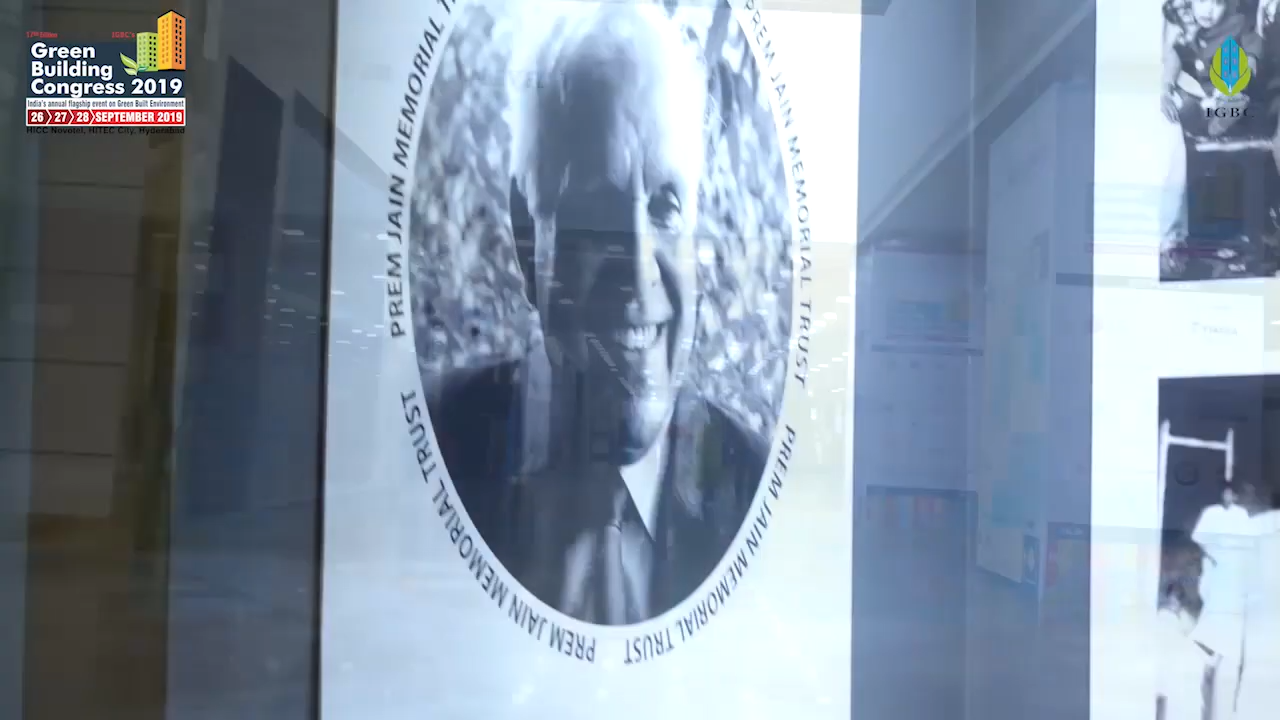 17th Edition IGBC's
Green
Building
Congress 2019
India's annual flagship event on Green Built Environment
26 27 28 SEPTEMBER 2019
HICC Novotel, HITEC City, Hyderabad
IGBC
PREM JAIN MEMORIAL
PREM JAIN MEMORIAL TRUST
PREM JAIN MEMORIAL TRUST
PREM JAIN MEMORIAL TRUST